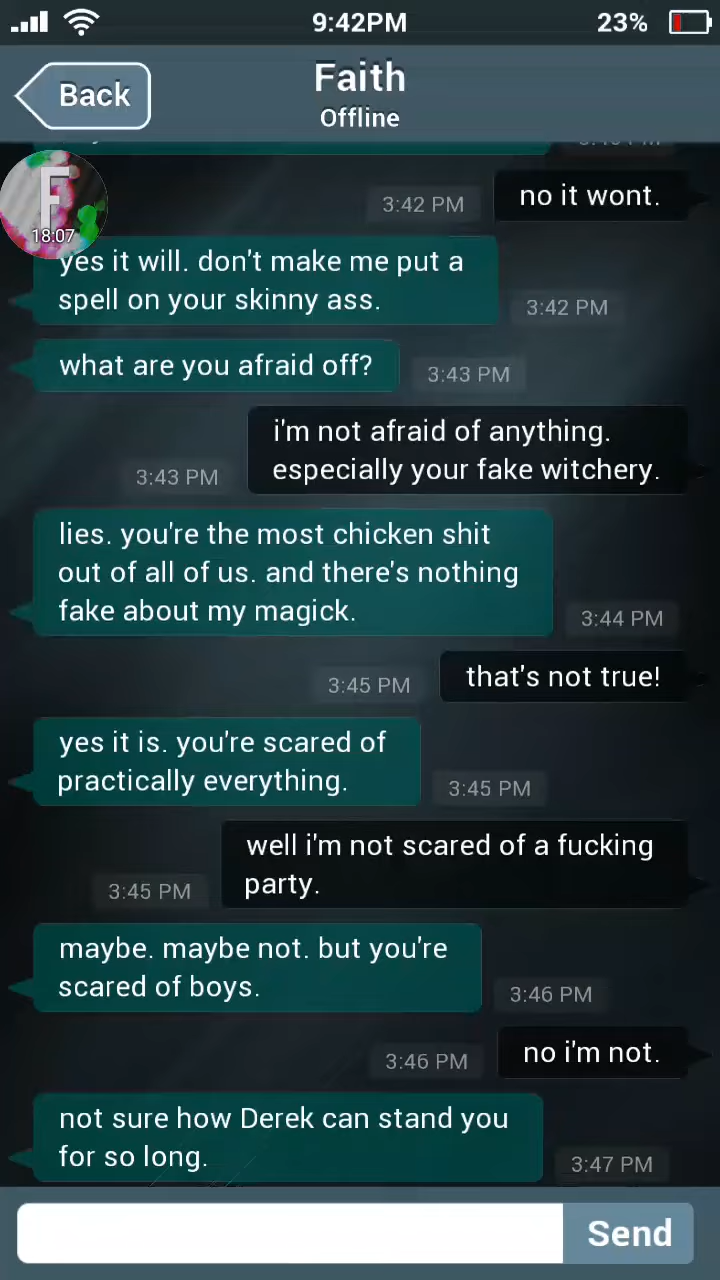 9:42PM
23%
Back
Faith
Offline
no it wont.
3:42 PM
F
18:07
yes it will. don't make me put a
spell on your skinny ass.
3:42 PM
what are you afraid off?
3:43 PM
i'm not afraid of anything.
especially your fake witchery.
3:43 PM
lies. you're the most chicken shit
out of all of us. and there's nothing
fake about my magick.
3:44 PM
that's not true!
3:45 PM
yes it is. you're scared of
practically everything.
3:45 PM
well i'm not scared of a fucking
party.
3:45 PM
maybe. maybe not. but you're
scared of boys.
3:46 PM
no i'm not.
3:46 PM
not sure how Derek can stand you
for so long.
3:47 PM
Send